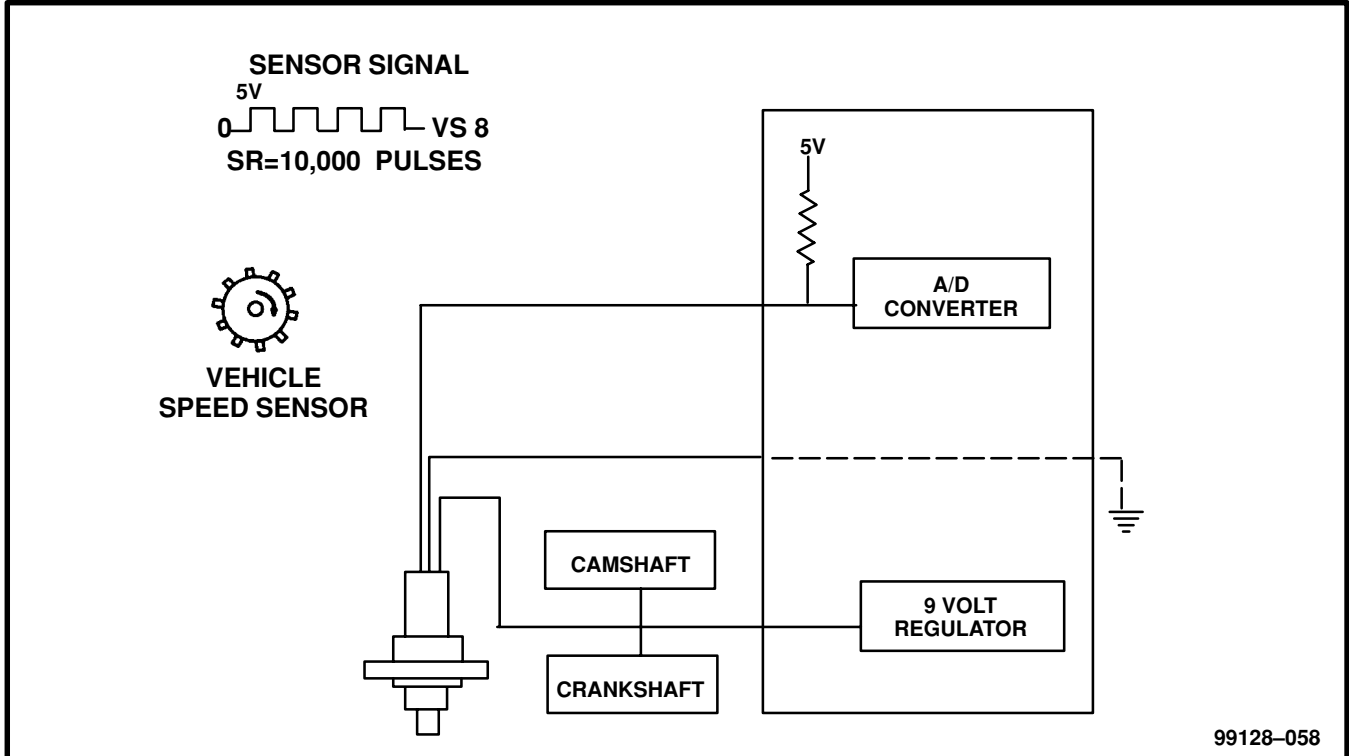 SENSOR SIGNAL
5V
0
VS 8
SR=10,000 PULSES
5V
A/D
CONVERTER
VEHICLE
SPEED SENSOR
CAMSHAFT
9 VOLT
REGULATOR
CRANKSHAFT
99128–058